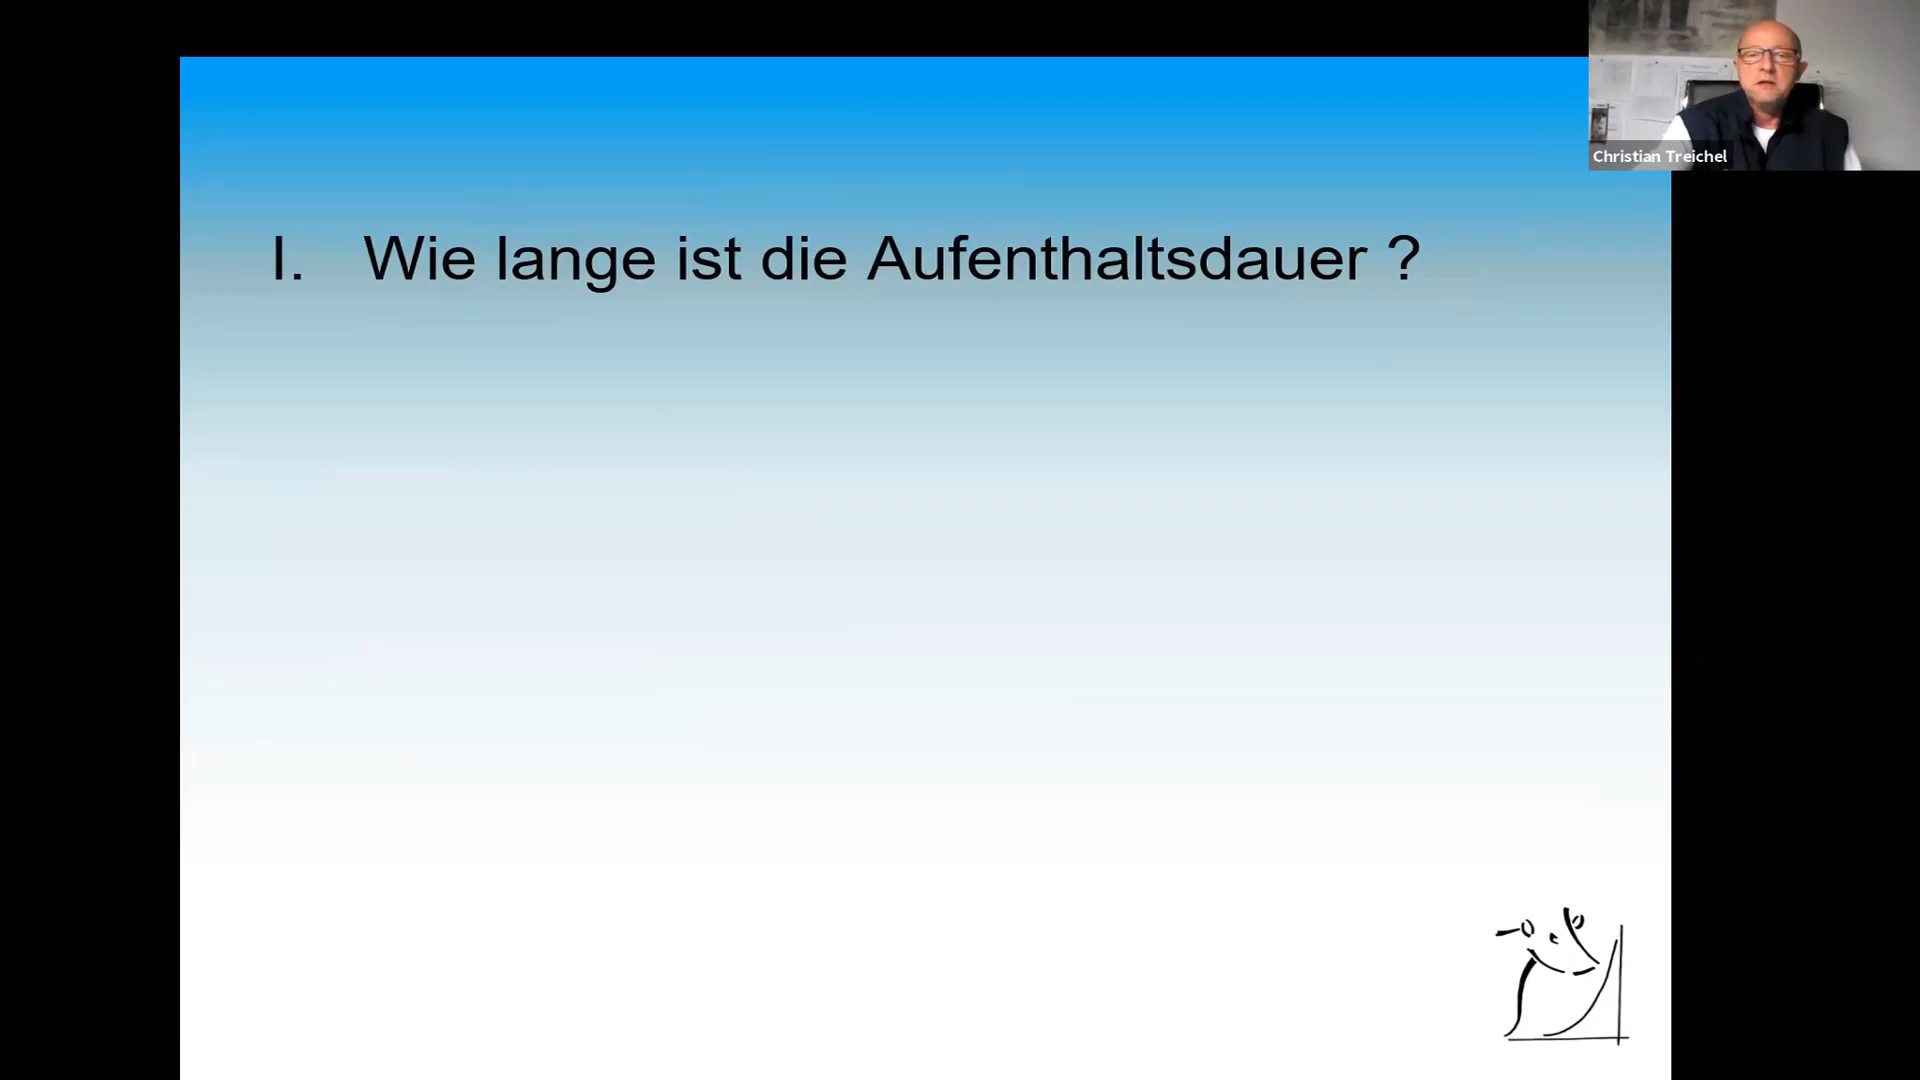 Christian Treichel
I. Wie lange ist die Aufenthaltsdauer ?